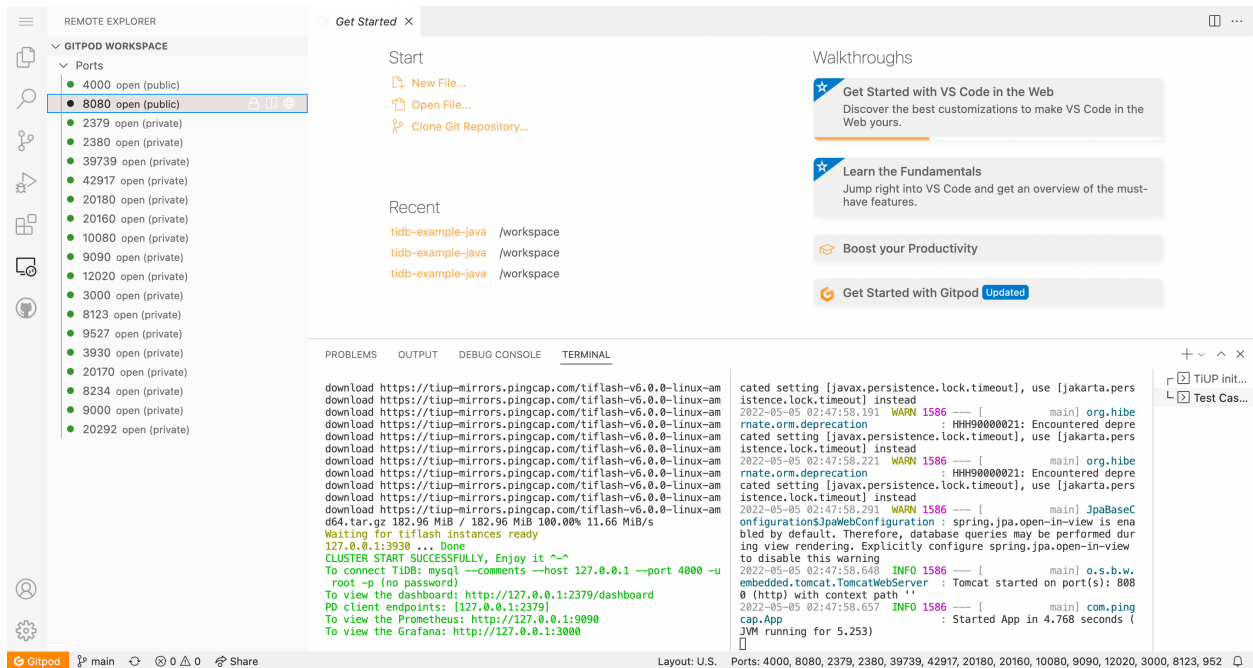 REMOTE EXPLORER
GITPOD WORKSPACE
Ports
4000 open (public)
8080 open (public)
2379 open (private)
2380 open (private)
39739 open (private)
42917 open (private)
20180 open (private)
20160 open (private)
10080 open (private)
9090 open (private)
12020 open (private)
3000 open (private)
8123 open (private)
9527 open (private)
3930 open (private)
20170 open (private)
8234 open (private)
9000 open (private)
20292 open (private)
Get Started
Start
New File...
Open File...
Clone Git Repository...
Recent
tidb-example-java /workspace
tidb-example-java /workspace
tidb-example-java /workspace
Walkthroughs
Get Started with VS Code in the Web
Discover the best customizations to make VS Code in the
Web yours.
Learn the Fundamentals
Jump right into VS Code and get an overview of the must-
have features.
Boost your Productivity
Get Started with Gitpod Updated
PROBLEMS OUTPUT DEBUG CONSOLE TERMINAL
download https://tiup-mirrors.pingcap.com/tiflash-v6.0.0-linux-am
download https://tiup-mirrors.pingcap.com/tiflash-v6.0.0-linux-am
download https://tiup-mirrors.pingcap.com/tiflash-v6.0.0-linux-am
download https://tiup-mirrors.pingcap.com/tiflash-v6.0.0-linux-am
download https://tiup-mirrors.pingcap.com/tiflash-v6.0.0-linux-am
download https://tiup-mirrors.pingcap.com/tiflash-v6.0.0-linux-am
download https://tiup-mirrors.pingcap.com/tiflash-v6.0.0-linux-am
download https://tiup-mirrors.pingcap.com/tiflash-v6.0.0-linux-am
download https://tiup-mirrors.pingcap.com/tiflash-v6.0.0-linux-am
download https://tiup-mirrors.pingcap.com/tiflash-v6.0.0-linux-am
download https://tiup-mirrors.pingcap.com/tiflash-v6.0.0-linux-am
d64.tar.gz 182.96 MiB / 182.96 MiB 100.00% 11.66 MiB/s
Waiting for tiflash instances ready
127.0.0.1:3930 ... Done
CLUSTER START SUCCESSFULLY, Enjoy it ^-^
To connect TiDB: mysql --comments --host 127.0.0.1 --port 4000 -u
root -p (no password)
To view the dashboard: http://127.0.0.1:2379/dashboard
PD client endpoints: [127.0.0.1:2379]
To view the Prometheus: http://127.0.0.1:9090
To view the Grafana: http://127.0.0.1:3000
cated setting [javax.persistence.lock.timeout], use [jakarta.pers
istence.lock.timeout] instead
2022-05-05 02:47:58.191 WARN 1586 --- [ main] org.hibe
rnate.orm.deprecation : HHH90000021: Encountered depre
cated setting [javax.persistence.lock.timeout], use [jakarta.pers
istence.lock.timeout] instead
2022-05-05 02:47:58.221 WARN 1586 --- [ main] org.hibe
rnate.orm.deprecation : HHH90000021: Encountered depre
cated setting [javax.persistence.lock.timeout], use [jakarta.pers
istence.lock.timeout] instead
2022-05-05 02:47:58.291 WARN 1586 --- [ main] JpaBaseC
onfiguration$JpaWebConfiguration : spring.jpa.open-in-view is ena
bled by default. Therefore, database queries may be performed dur
ing view rendering. Explicitly configure spring.jpa.open-in-view
to disable this warning
2022-05-05 02:47:58.648 INFO 1586 --- [ main] o.s.b.w.
embedded.tomcat.TomcatWebServer : Tomcat started on port(s): 808
0 (http) with context path ''
2022-05-05 02:47:58.657 INFO 1586 --- [ main] com.ping
cap.App : Started App in 4.768 seconds (
JVM running for 5.253)
TiUP init...
Test Cas...
Gitpod main 0 0 Share
Layout: U.S. Ports: 4000, 8080, 2379, 2380, 39739, 42917, 20180, 20160, 10080, 9090, 12020, 3000, 8123, 952